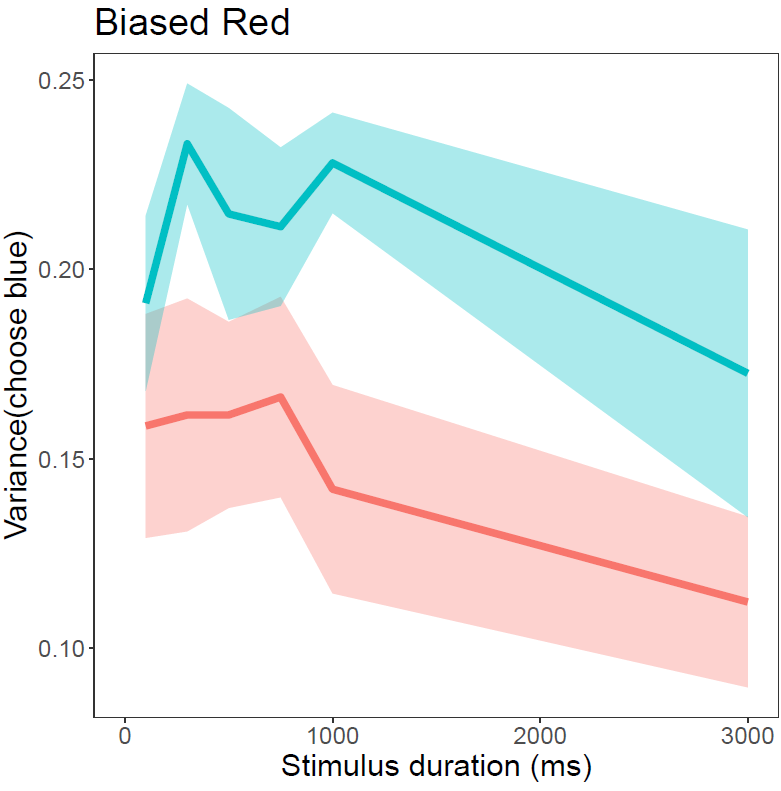 Biased Red
Variance(choose blue)
0.25
0.20
0.15
0.10
0 1000 2000 3000
Stimulus duration (ms)